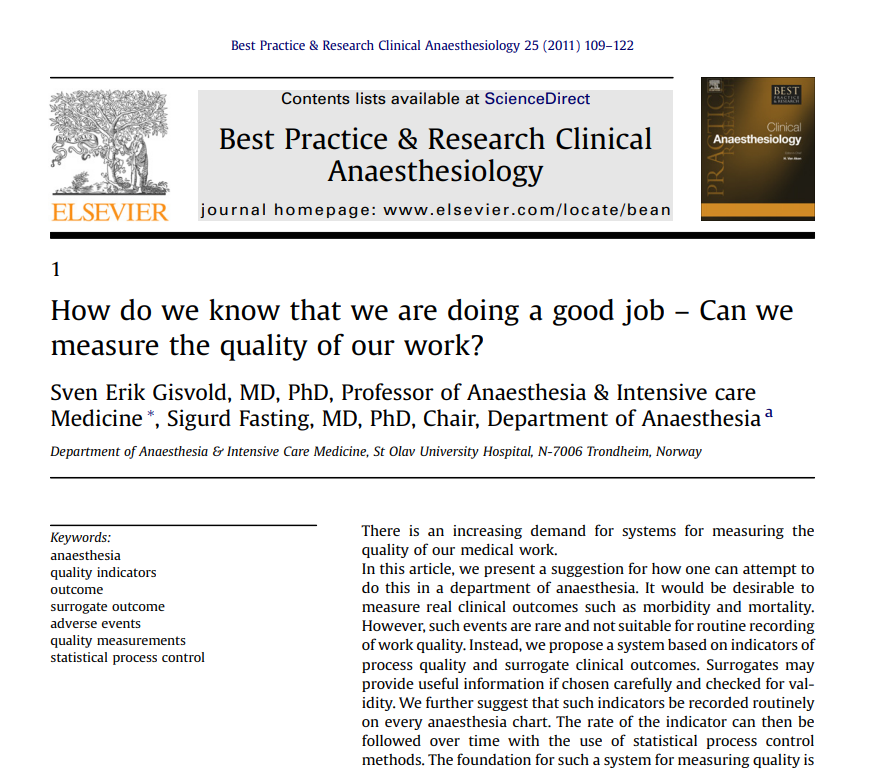 Best Practice & Research Clinical Anaesthesiology 25 (2011) 109–122
Contents lists available at ScienceDirect
Best Practice & Research Clinical
Anaesthesiology
journal homepage: www.elsevier.com/locate/bean
ELSEVIER
BEST
PRACTICE
& RESEARCH
Clinical
Anaesthesiology
PRACTICE
RESEARCH
1
How do we know that we are doing a good job – Can we
measure the quality of our work?
Sven Erik Gisvold, MD, PhD, Professor of Anaesthesia & Intensive care
Medicine *, Sigurd Fasting, MD, PhD, Chair, Department of Anaesthesia a
Department of Anaesthesia & Intensive Care Medicine, St Olav University Hospital, N-7006 Trondheim, Norway
Keywords:
anaesthesia
quality indicators
outcome
surrogate outcome
adverse events
quality measurements
statistical process control
There is an increasing demand for systems for measuring the
quality of our medical work.
In this article, we present a suggestion for how one can attempt to
do this in a department of anaesthesia. It would be desirable to
measure real clinical outcomes such as morbidity and mortality.
However, such events are rare and not suitable for routine recording
of work quality. Instead, we propose a system based on indicators of
process quality and surrogate clinical outcomes. Surrogates may
provide useful information if chosen carefully and checked for val-
idity. We further suggest that such indicators be recorded routinely
on every anaesthesia chart. The rate of the indicator can then be
followed over time with the use of statistical process control
methods. The foundation for such a system for measuring quality is